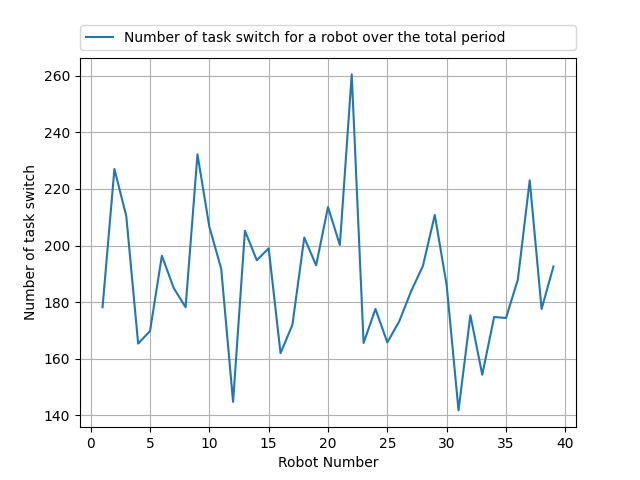 Number of task switch for a robot over the total period
260
240
220
200
180
160
140
Number of task switch
0 5 10 15 20 25 30 35 40
Robot Number